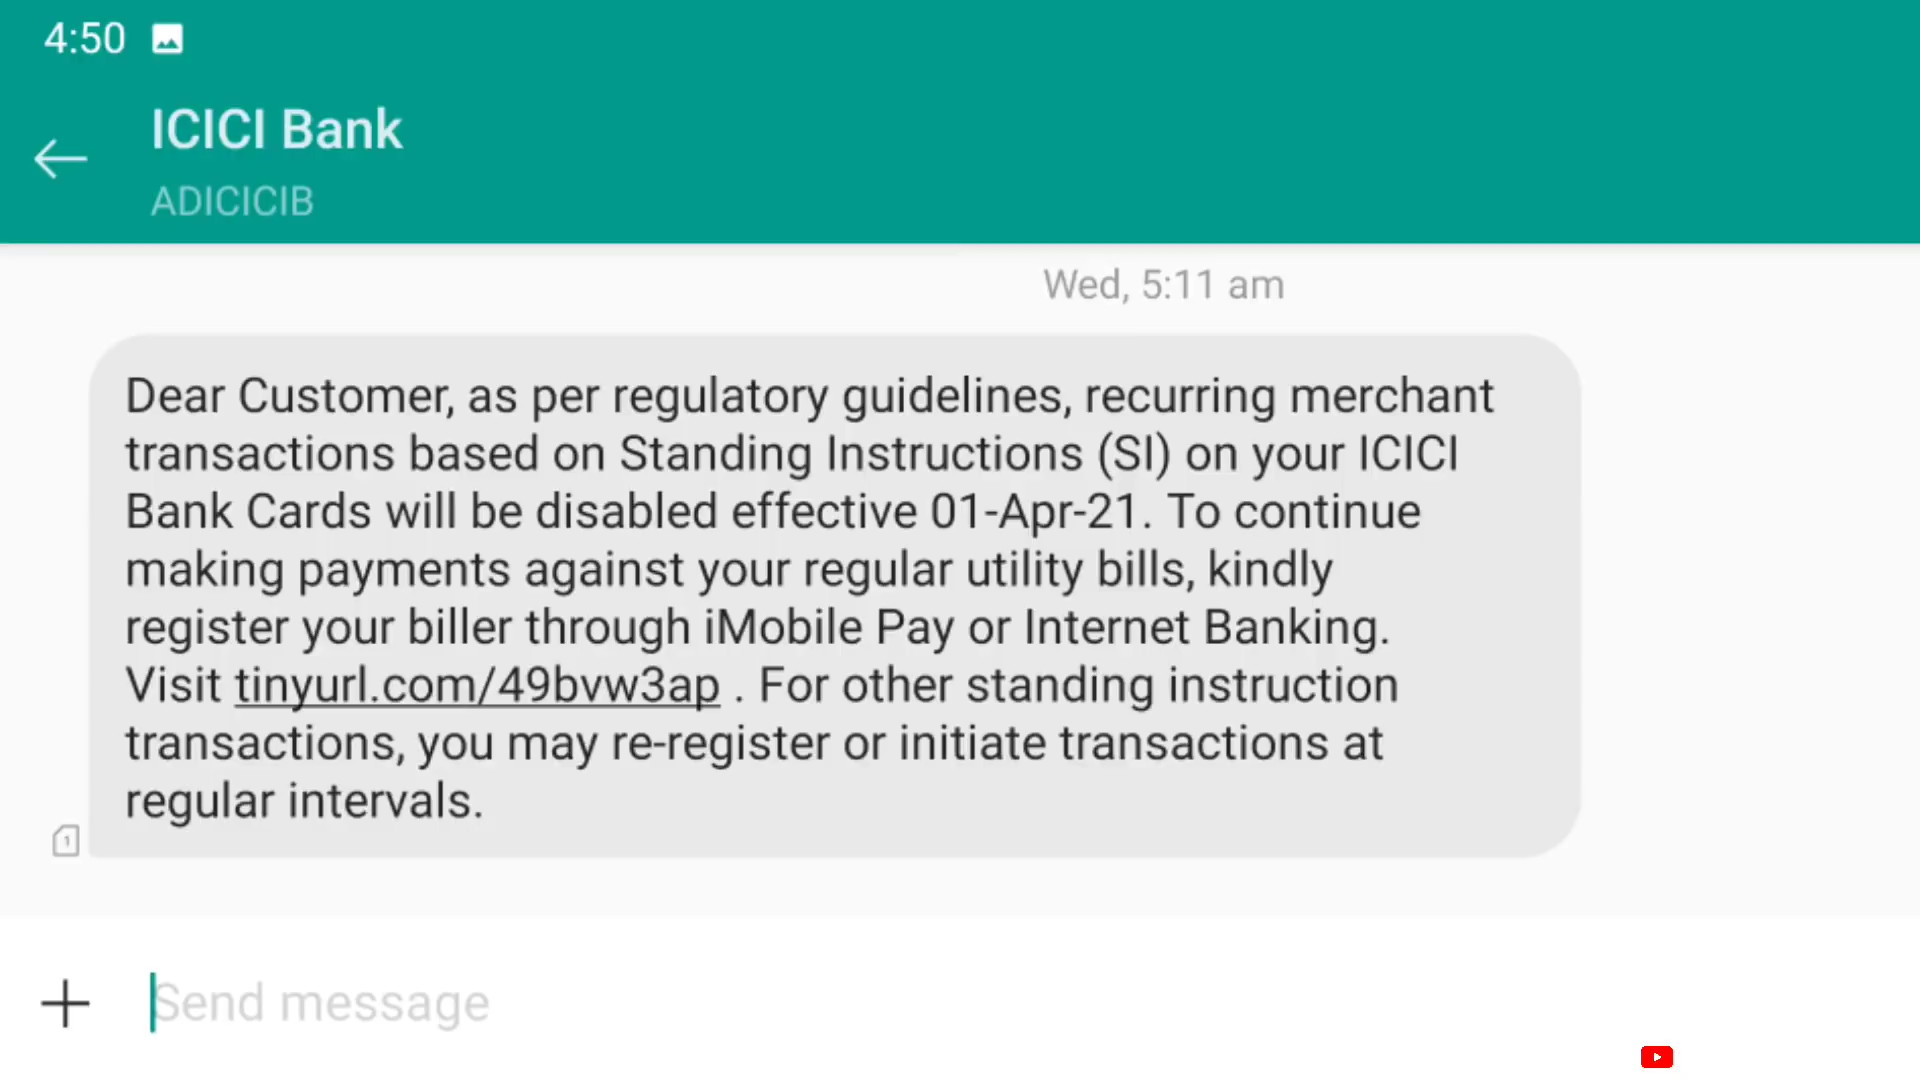 4:50
ICICI Bank
ADICICIB
Wed, 5:11 am
Dear Customer, as per regulatory guidelines, recurring merchant
transactions based on Standing Instructions (SI) on your ICICI
Bank Cards will be disabled effective 01-Apr-21. To continue
making payments against your regular utility bills, kindly
register your biller through iMobile Pay or Internet Banking.
Visit tinyurl.com/49bvw3ap . For other standing instruction
transactions, you may re-register or initiate transactions at
regular intervals.
1
Send message